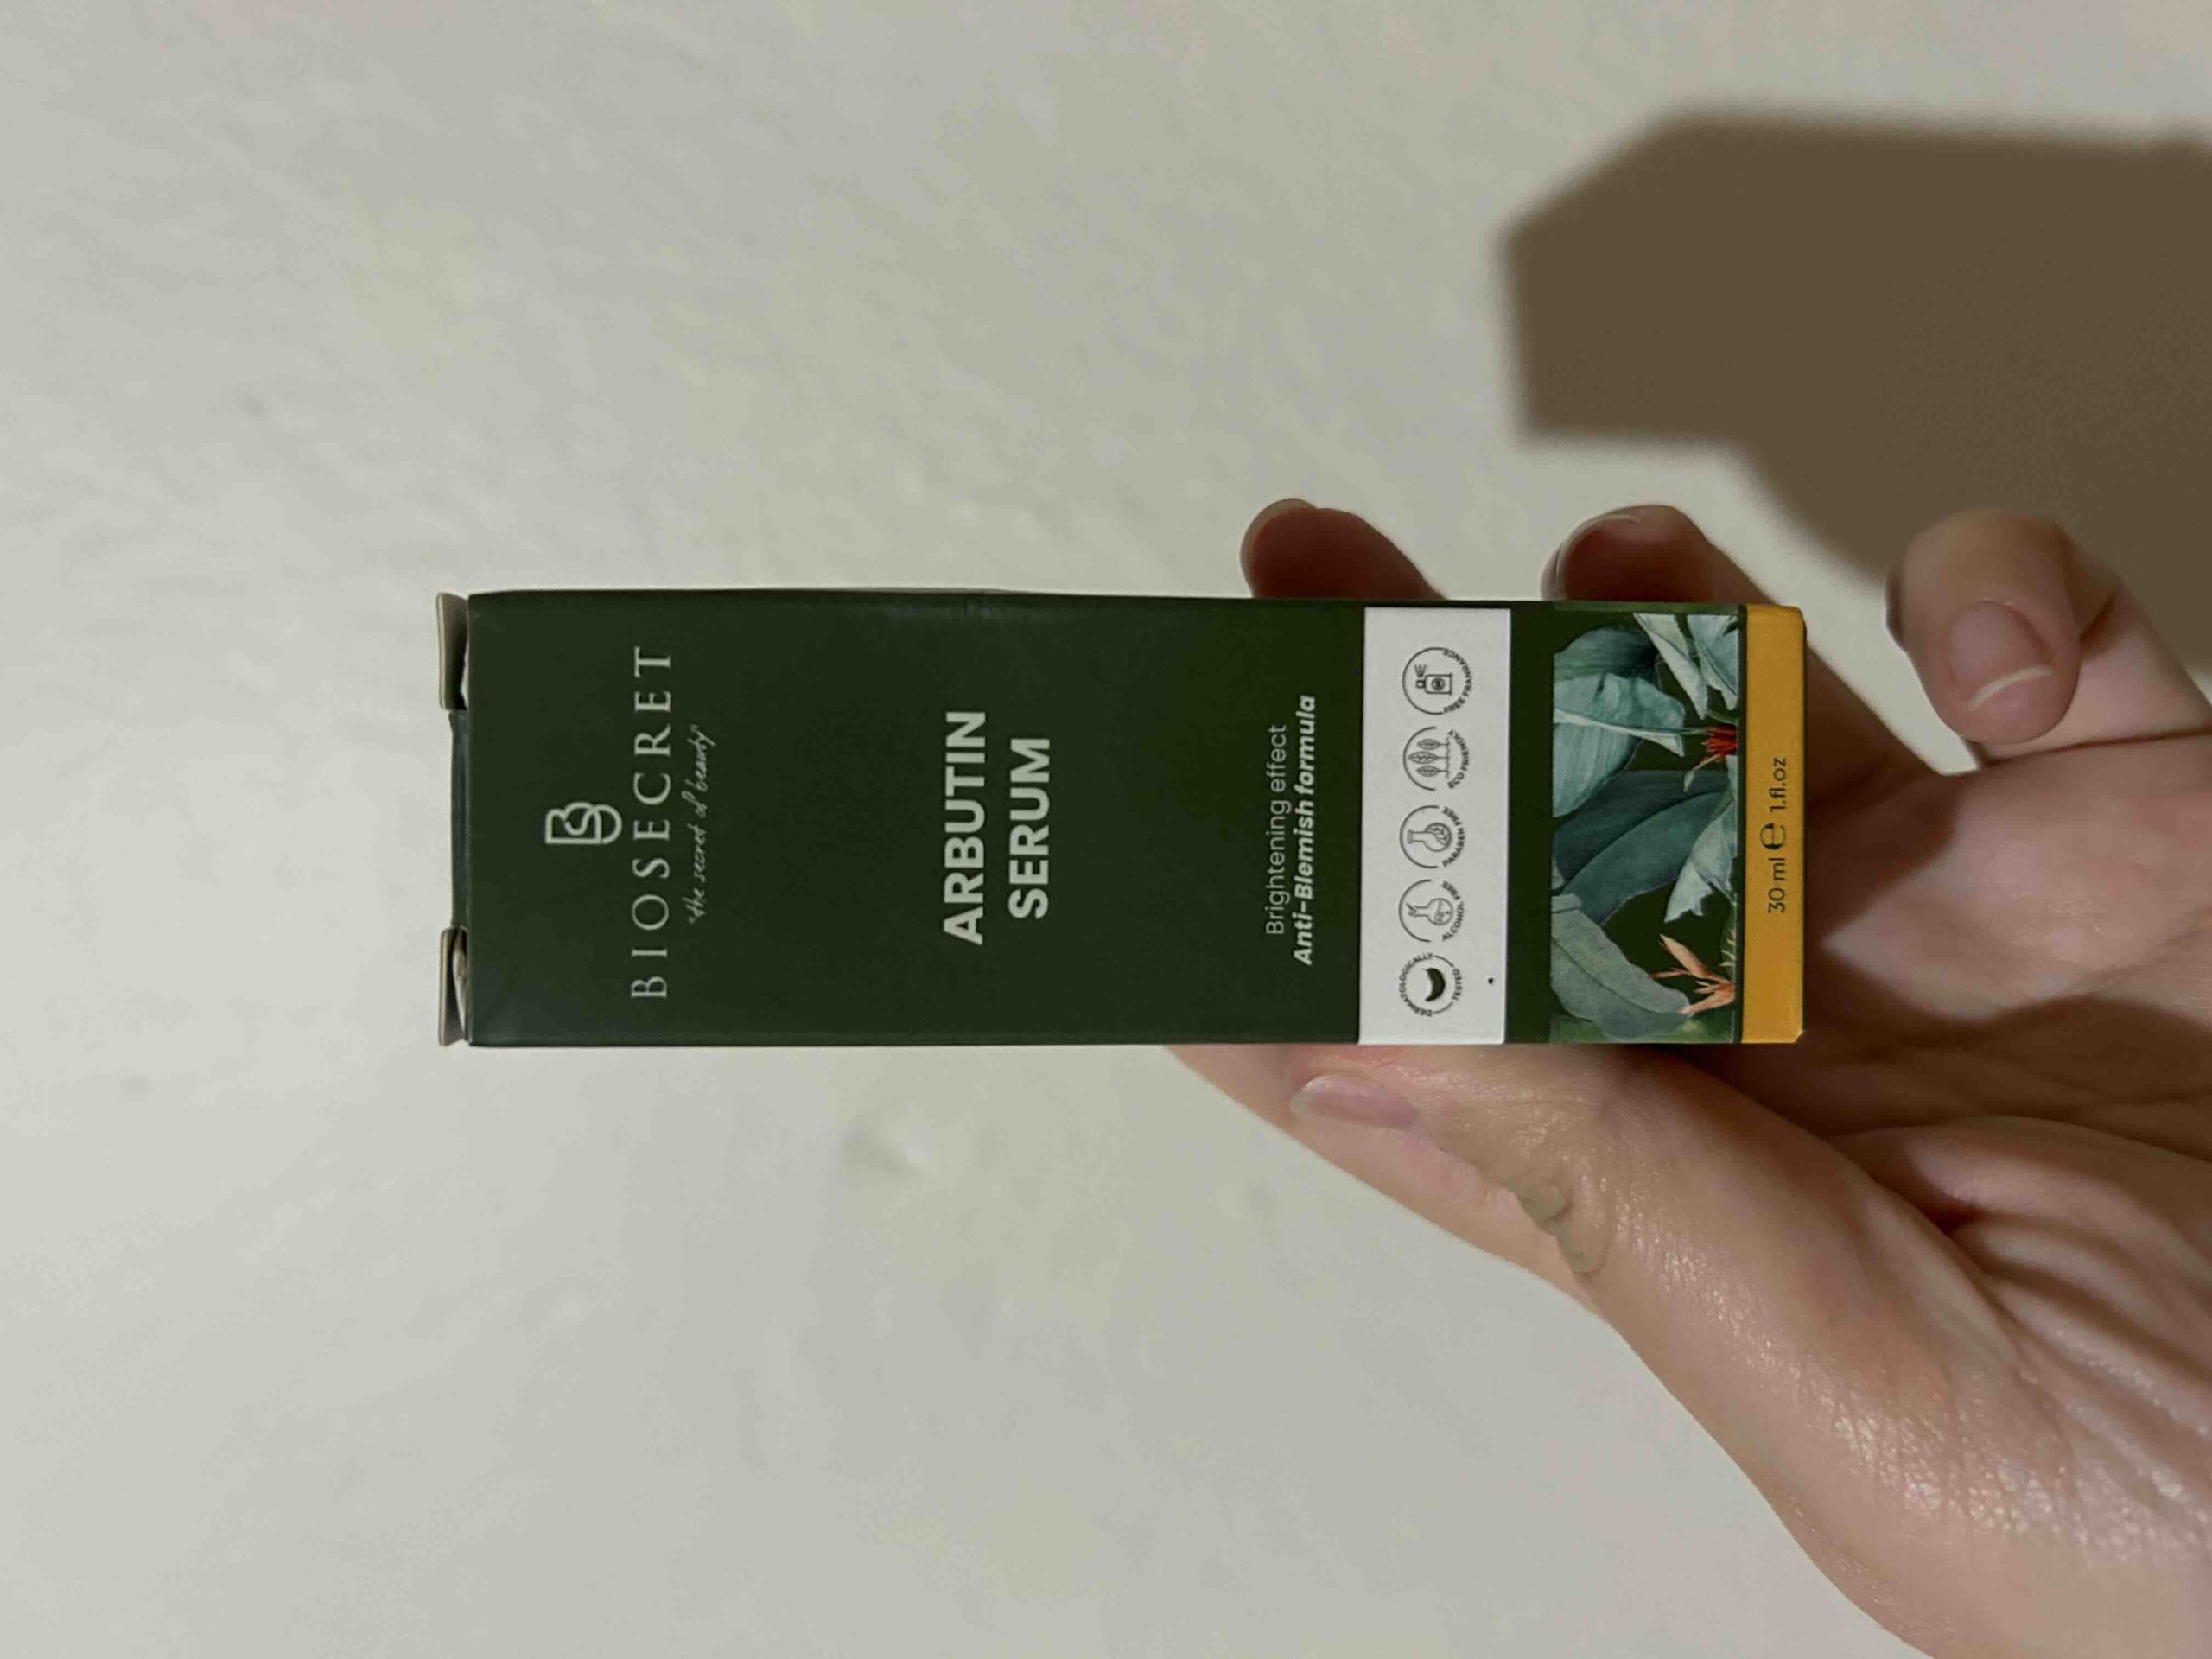 BIOSECRET
"the secret of beauty"
ARBUTIN
SERUM
Brightening effect
Anti-Blemish formula
DERMATOLOGICALLY TESTED
ALCOHOL FREE
PARABEN FREE
ECO FRIENDLY
FREE FRANGRANCE
30 ml ℮ 1.fl.oz